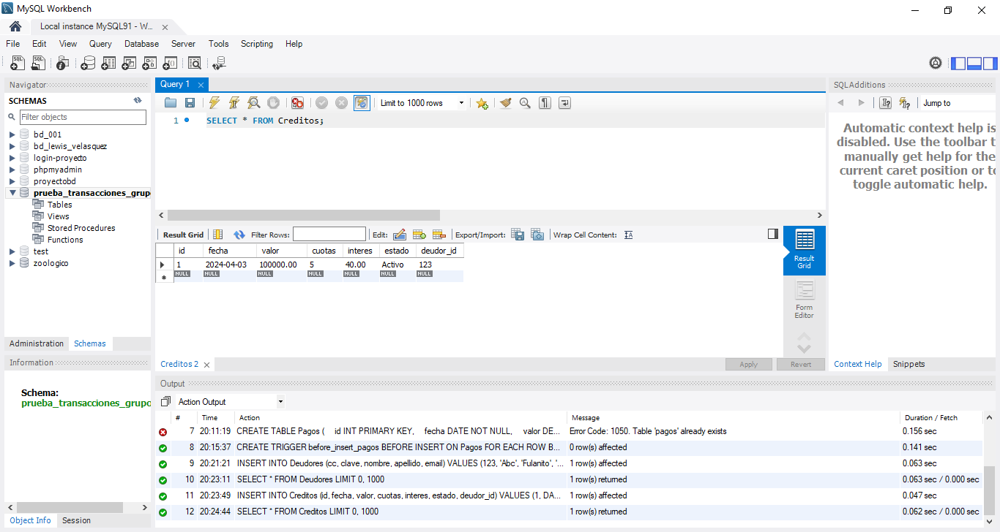 MySQL Workbench
Local instance MySQL91 - W...
File Edit View Query Database Server Tools Scripting Help
Navigator
SCHEMAS
Filter objects
bd_001
bd_lewis_velasquez
login-proyecto
phpmyadmin
proyectobd
prueba_transacciones_grupo
Tables
Views
Stored Procedures
Functions
test
zoologico
Administration Schemas
Information
Schema:
prueba_transacciones_grupo
Object Info Session
Query 1
Limit to 1000 rows
1 SELECT * FROM Creditos;
Result Grid Filter Rows: Edit: Export/Import: Wrap Cell Content:
id fecha valor cuotas interes estado deudor_id
1 2024-04-03 100000.00 5 40.00 Activo 123
NULL NULL NULL NULL NULL NULL NULL
Result
Grid
Form
Editor
Creditos 2
Apply Revert
SQLAdditions
Jump to
Automatic context help is
disabled. Use the toolbar t
manually get help for the
current caret position or to
toggle automatic help.
Context Help Snippets
Output
Action Output
# Time Action Message Duration / Fetch
7 20:11:19 CREATE TABLE Pagos ( id INT PRIMARY KEY, fecha DATE NOT NULL, valor DE... Error Code: 1050. Table 'pagos' already exists 0.156 sec
8 20:15:37 CREATE TRIGGER before_insert_pagos BEFORE INSERT ON Pagos FOR EACH ROW B... 0 row(s) affected 0.141 sec
9 20:21:21 INSERT INTO Deudores (cc, clave, nombre, apellido, email) VALUES (123, 'Abc', 'Fulanito', '... 1 row(s) affected 0.063 sec
10 20:23:11 SELECT * FROM Deudores LIMIT 0, 1000 1 row(s) returned 0.063 sec / 0.000 sec
11 20:23:49 INSERT INTO Creditos (id, fecha, valor, cuotas, interes, estado, deudor_id) VALUES (1, DA... 1 row(s) affected 0.047 sec
12 20:24:44 SELECT * FROM Creditos LIMIT 0, 1000 1 row(s) returned 0.062 sec / 0.000 sec